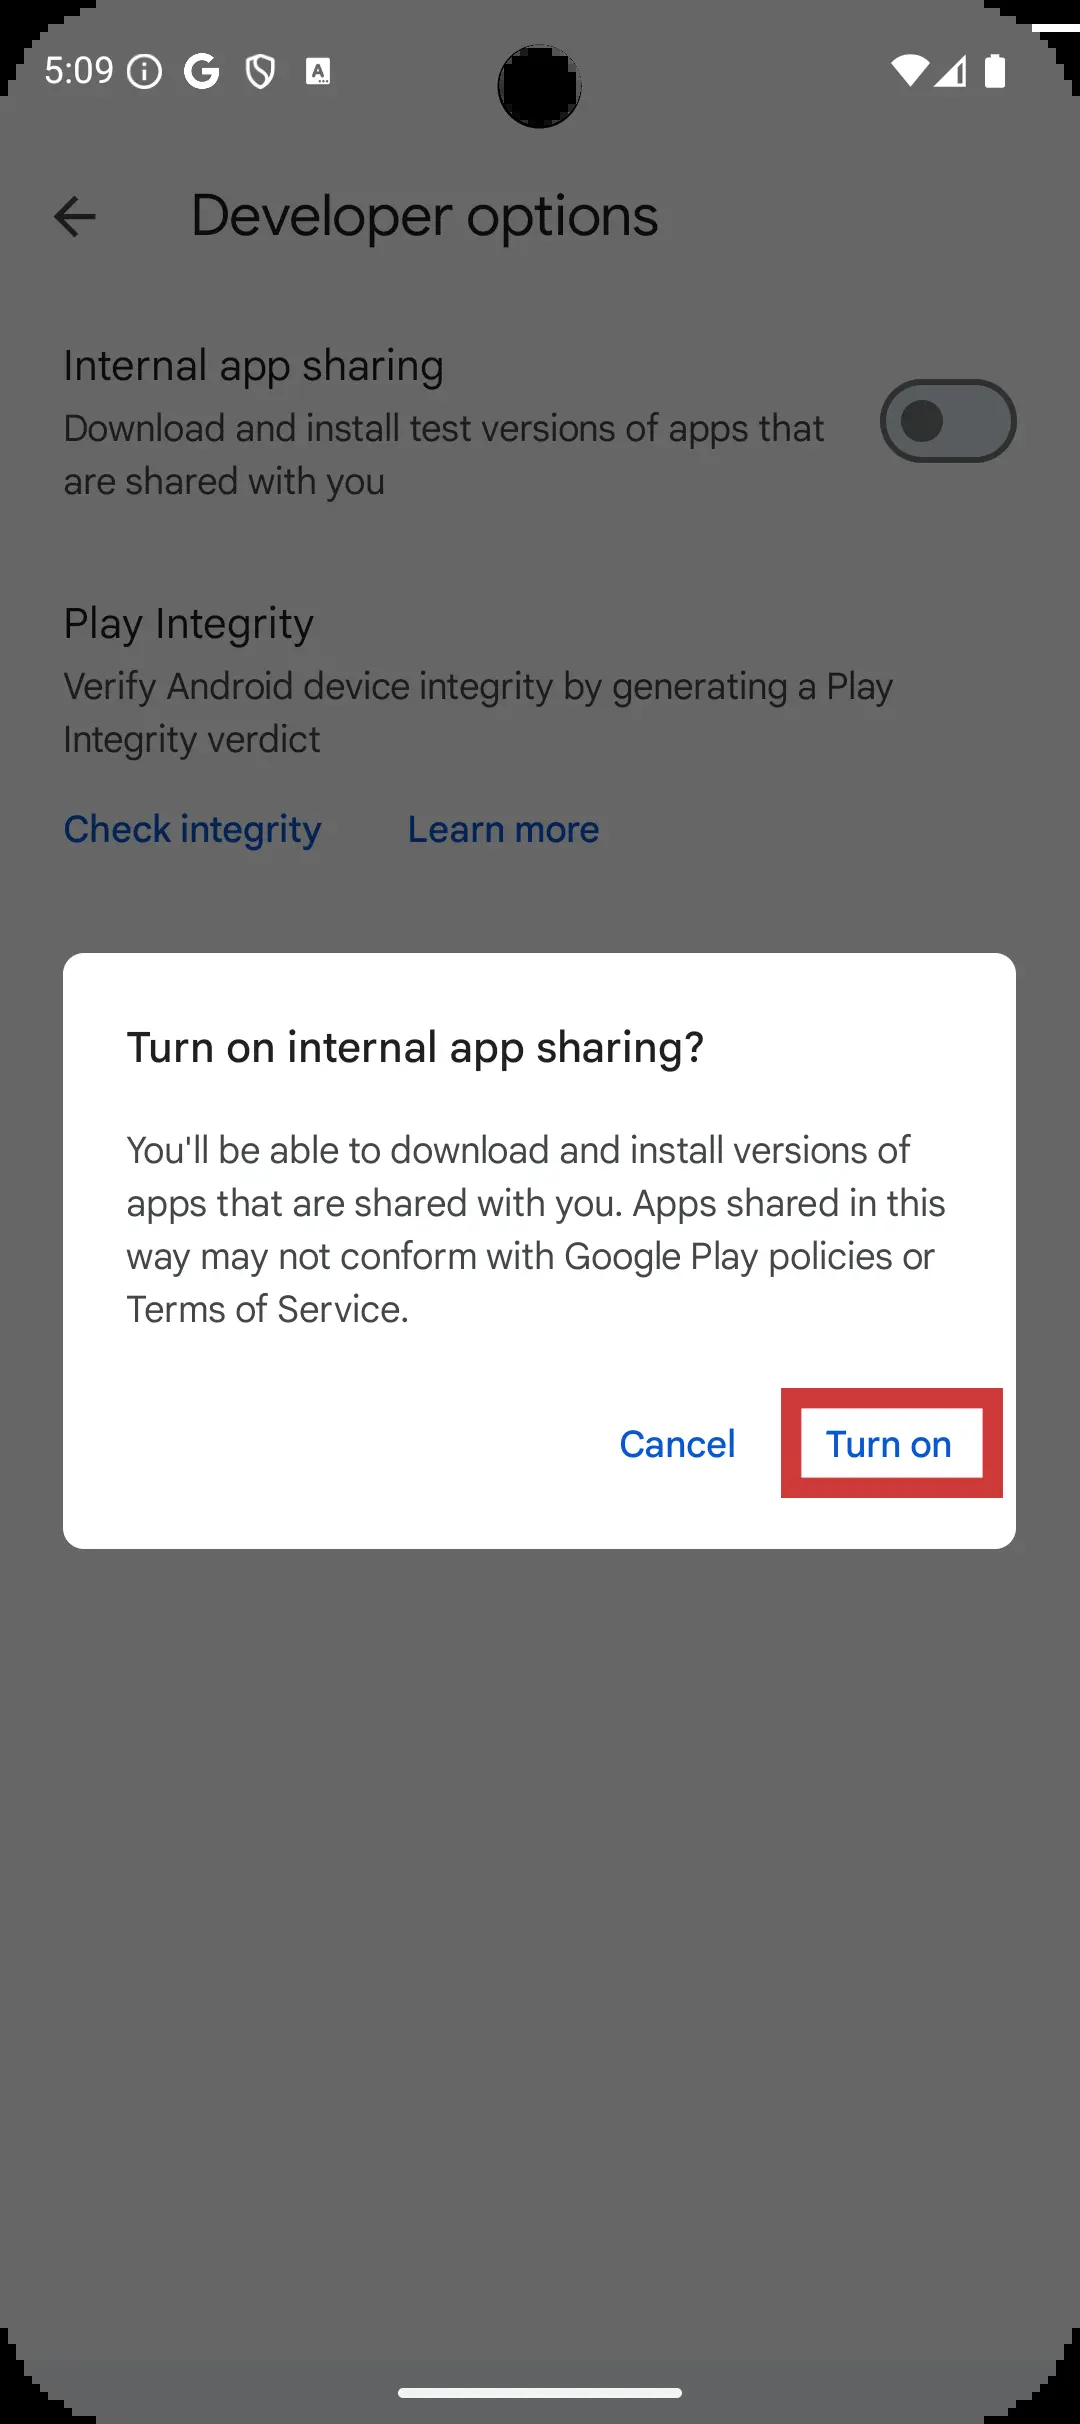 5:09
Developer options
Internal app sharing
Download and install test versions of apps that
are shared with you
Play Integrity
Verify Android device integrity by generating a Play
Integrity verdict
Check integrity Learn more
Turn on internal app sharing?
You'll be able to download and install versions of
apps that are shared with you. Apps shared in this
way may not conform with Google Play policies or
Terms of Service.
Cancel Turn on